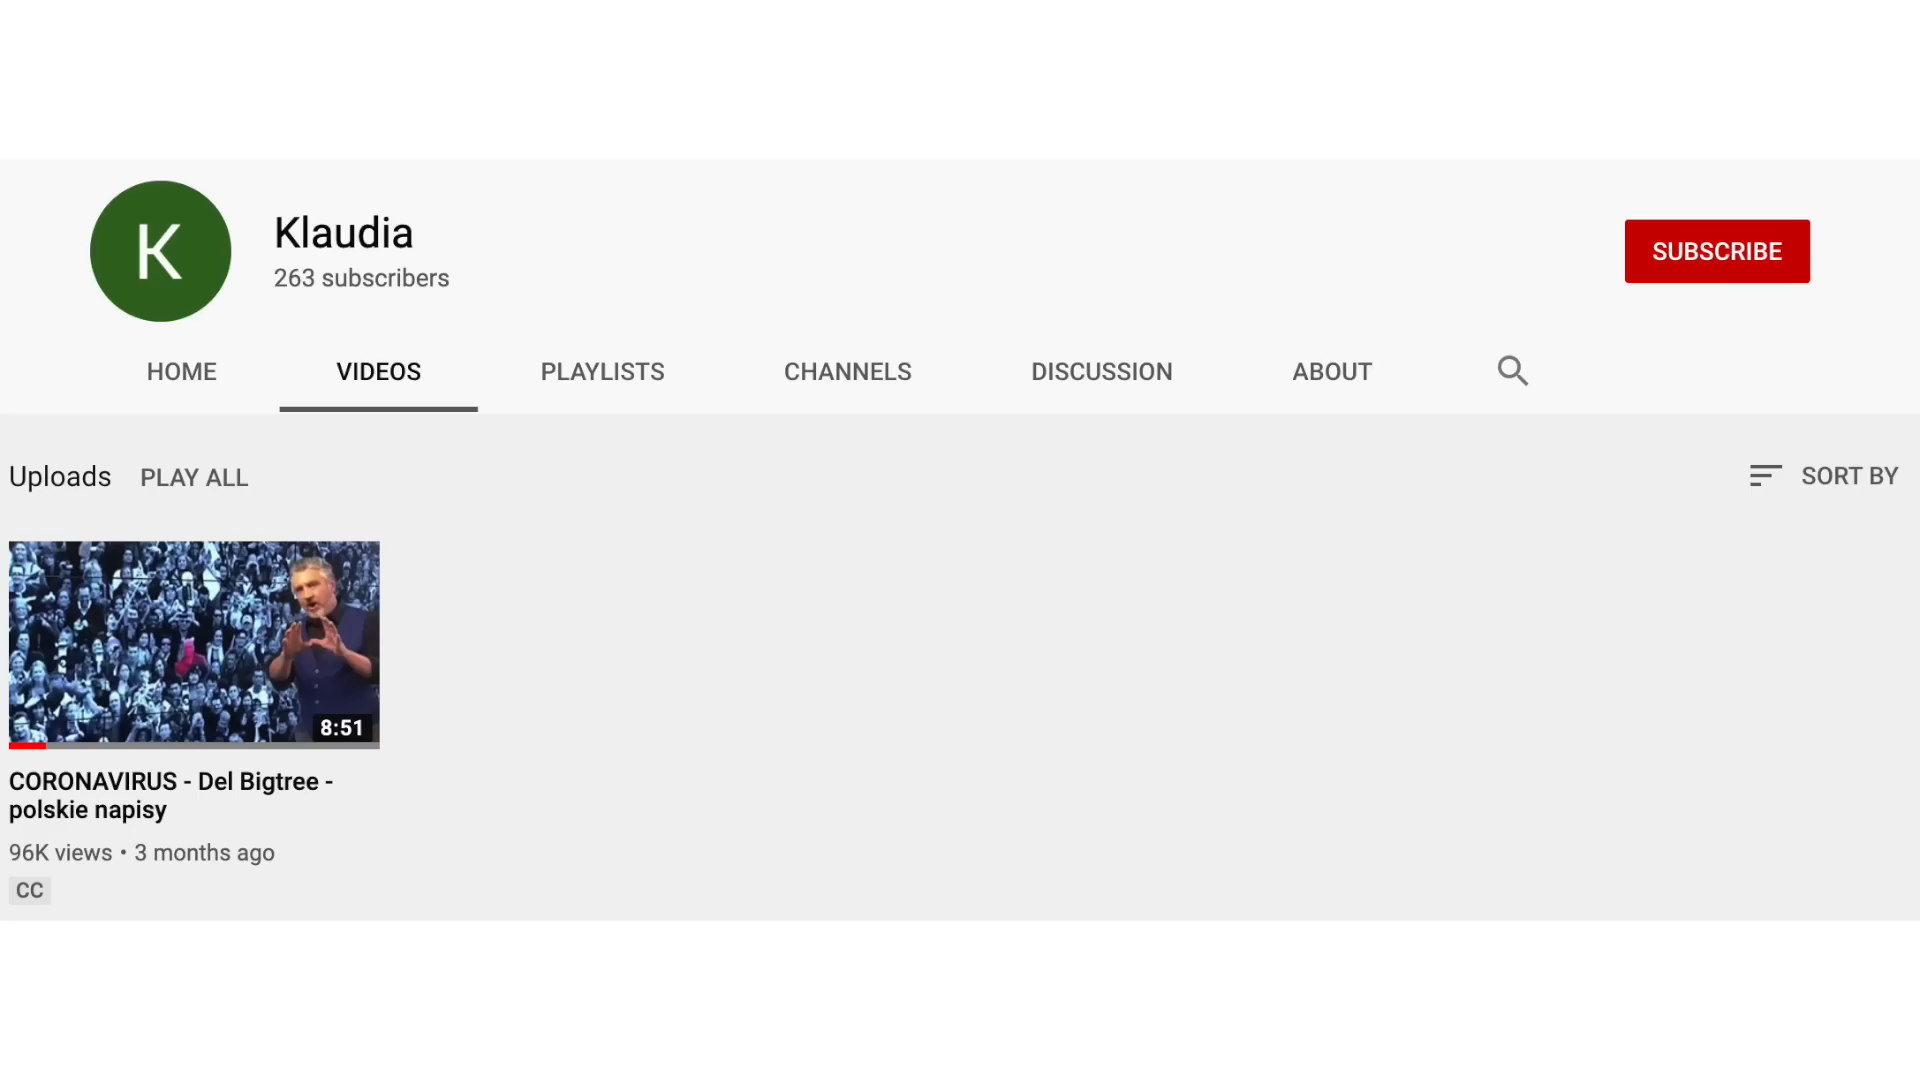 K
Klaudia
263 subscribers
SUBSCRIBE
HOME VIDEOS PLAYLISTS CHANNELS DISCUSSION ABOUT
Uploads PLAY ALL SORT BY
8:51
CORONAVIRUS - Del Bigtree -
polskie napisy
96K views • 3 months ago
CC